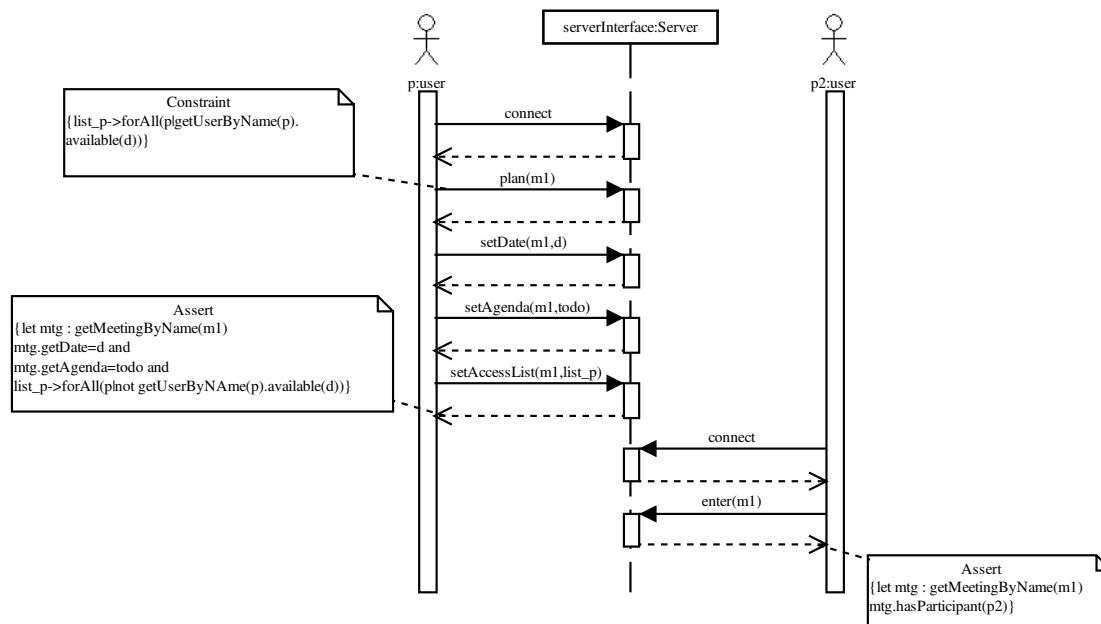 serverInterface:Server
p:user
p2:user
Constraint
{list_p->forAll(p|getUserByName(p).
available(d))}
connect
plan(m1)
setDate(m1,d)
setAgenda(m1,todo)
setAccessList(m1,list_p)
Assert
{let mtg : getMeetingByName(m1)
mtg.getDate=d and
mtg.getAgenda=todo and
list_p->forAll(p|not getUserByNAme(p).available(d))}
connect
enter(m1)
Assert
{let mtg : getMeetingByName(m1)
mtg.hasParticipant(p2)}